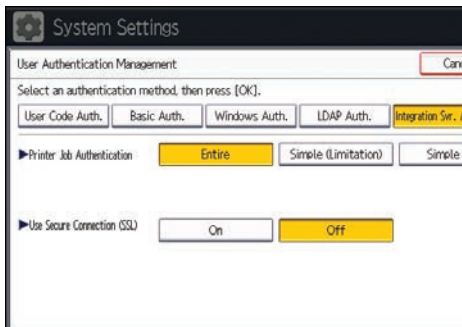 System Settings
User Authentication Management
Canc
Select an authentication method, then press [OK].
User Code Auth. Basic Auth. Windows Auth. LDAP Auth. Integration Svr. A
►Printer Job Authentication Entire Simple (Limitation) Simple
►Use Secure Connection (SSL) On Off